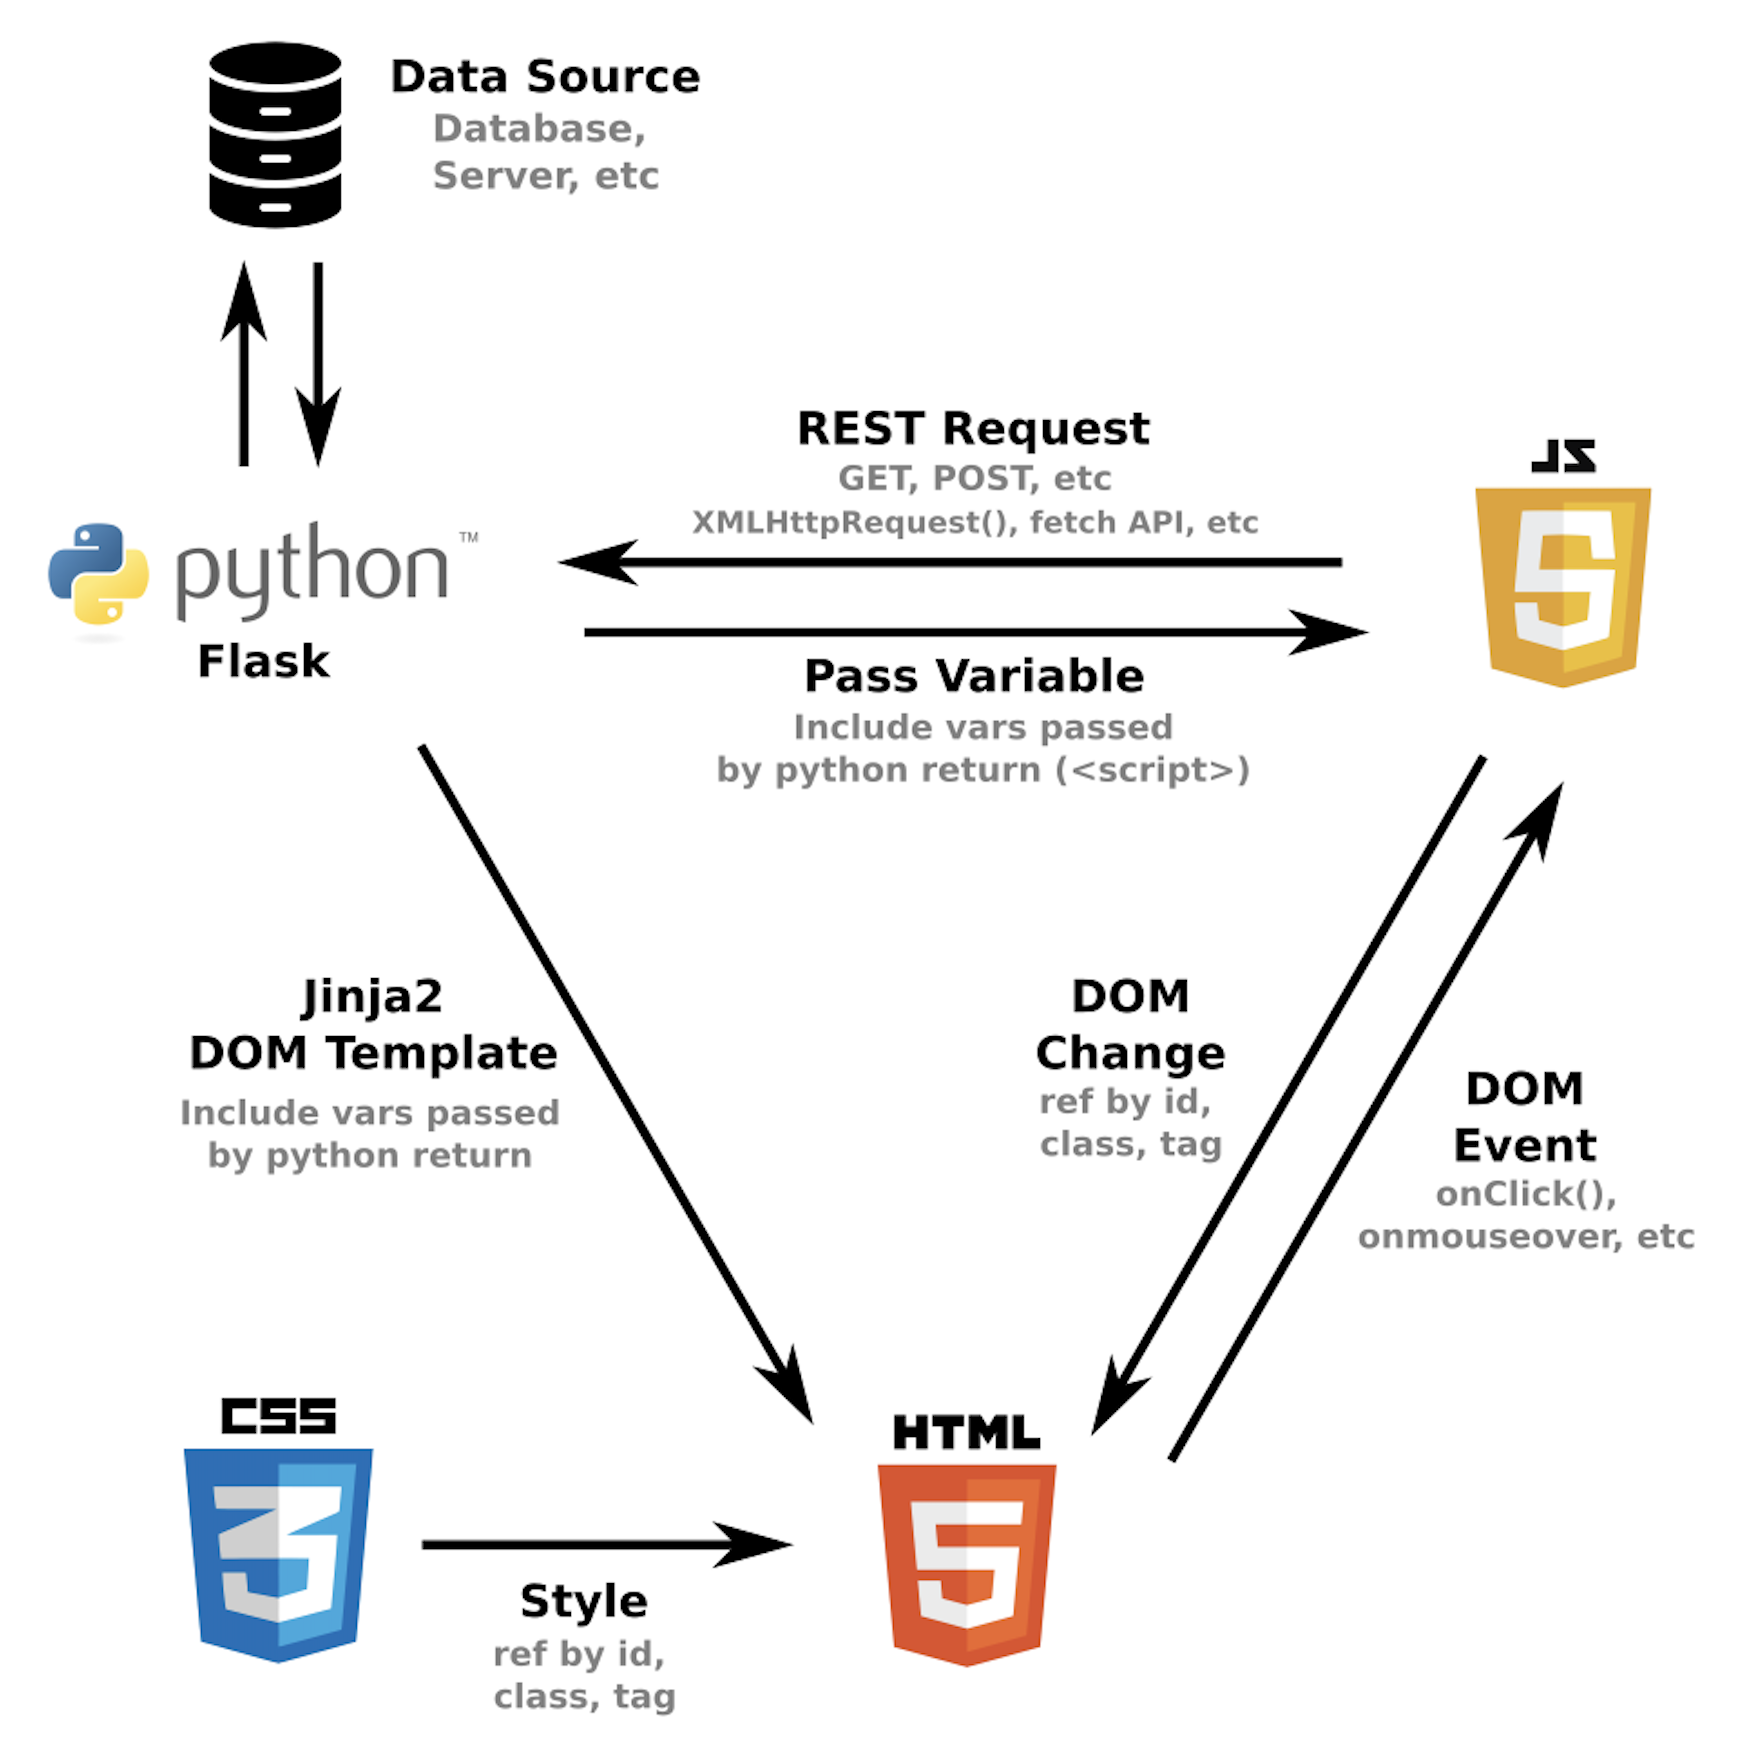 Data Source
Database,
Server, etc
REST Request
GET, POST, etc
XMLHttpRequest(), fetch API, etc
JS
python™
Flask
Pass Variable
Include vars passed
by python return (<script>)
Jinja2
DOM Template
Include vars passed
by python return
DOM
Change
ref by id,
class, tag
DOM
Event
onClick(),
onmouseover, etc
CSS
3
HTML
5
Style
ref by id,
class, tag